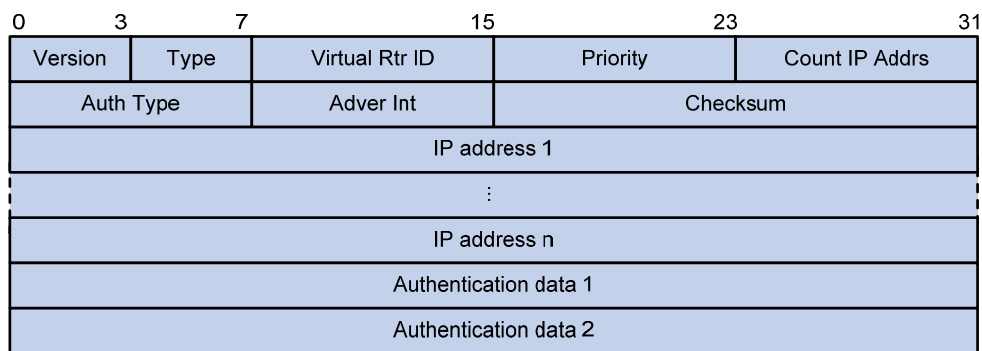 0 3 7 15 23 31
Version Type Virtual Rtr ID Priority Count IP Addrs
Auth Type Adver Int Checksum
IP address 1
⋮
IP address n
Authentication data 1
Authentication data 2